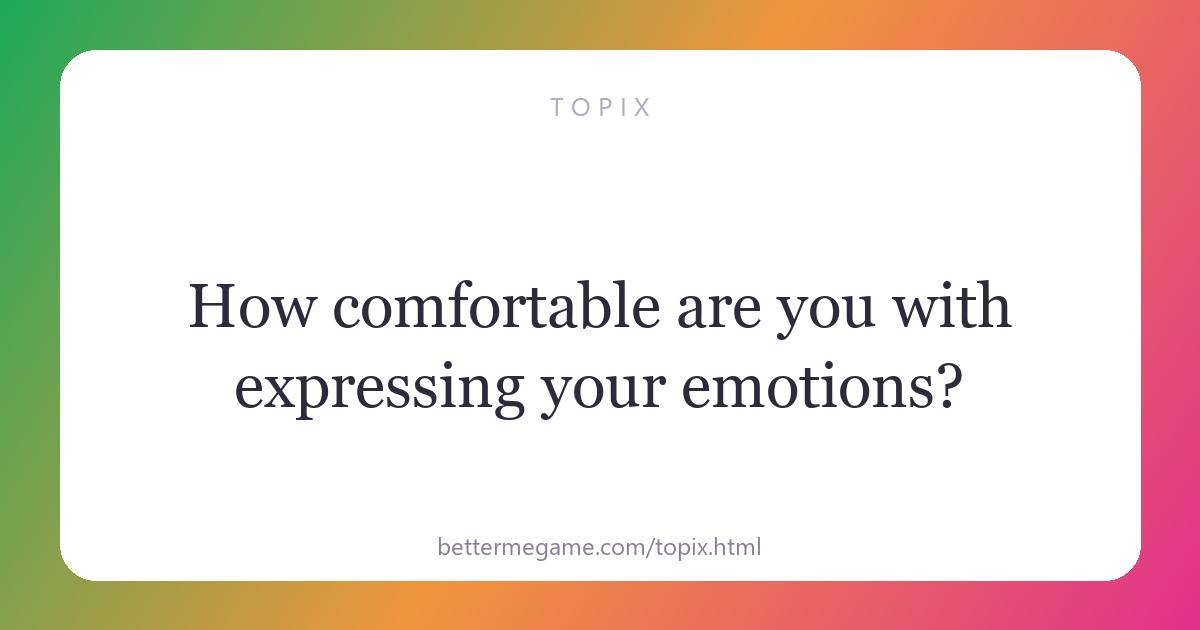 TOPIX
How comfortable are you with
expressing your emotions?
bettermegame.com/topix.html